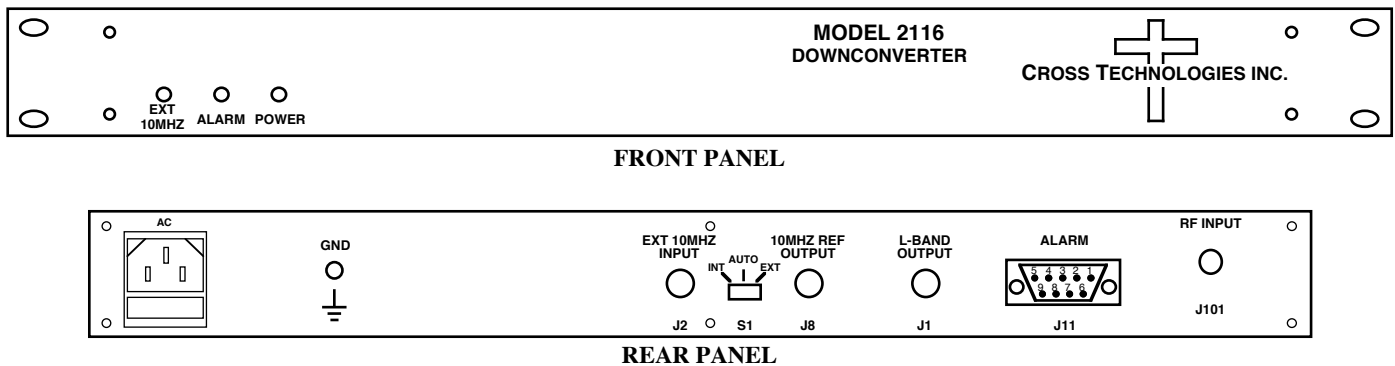 MODEL 2116
DOWNCONVERTER
CROSS TECHNOLOGIES INC.
EXT
10MHZ
ALARM
POWER
FRONT PANEL
AC
GND
EXT 10MHZ
INPUT
INT
AUTO
EXT
10MHZ REF
OUTPUT
L-BAND
OUTPUT
ALARM
5 4 3 2 1
9 8 7 6
RF INPUT
J2
S1
J8
J1
J11
J101
REAR PANEL